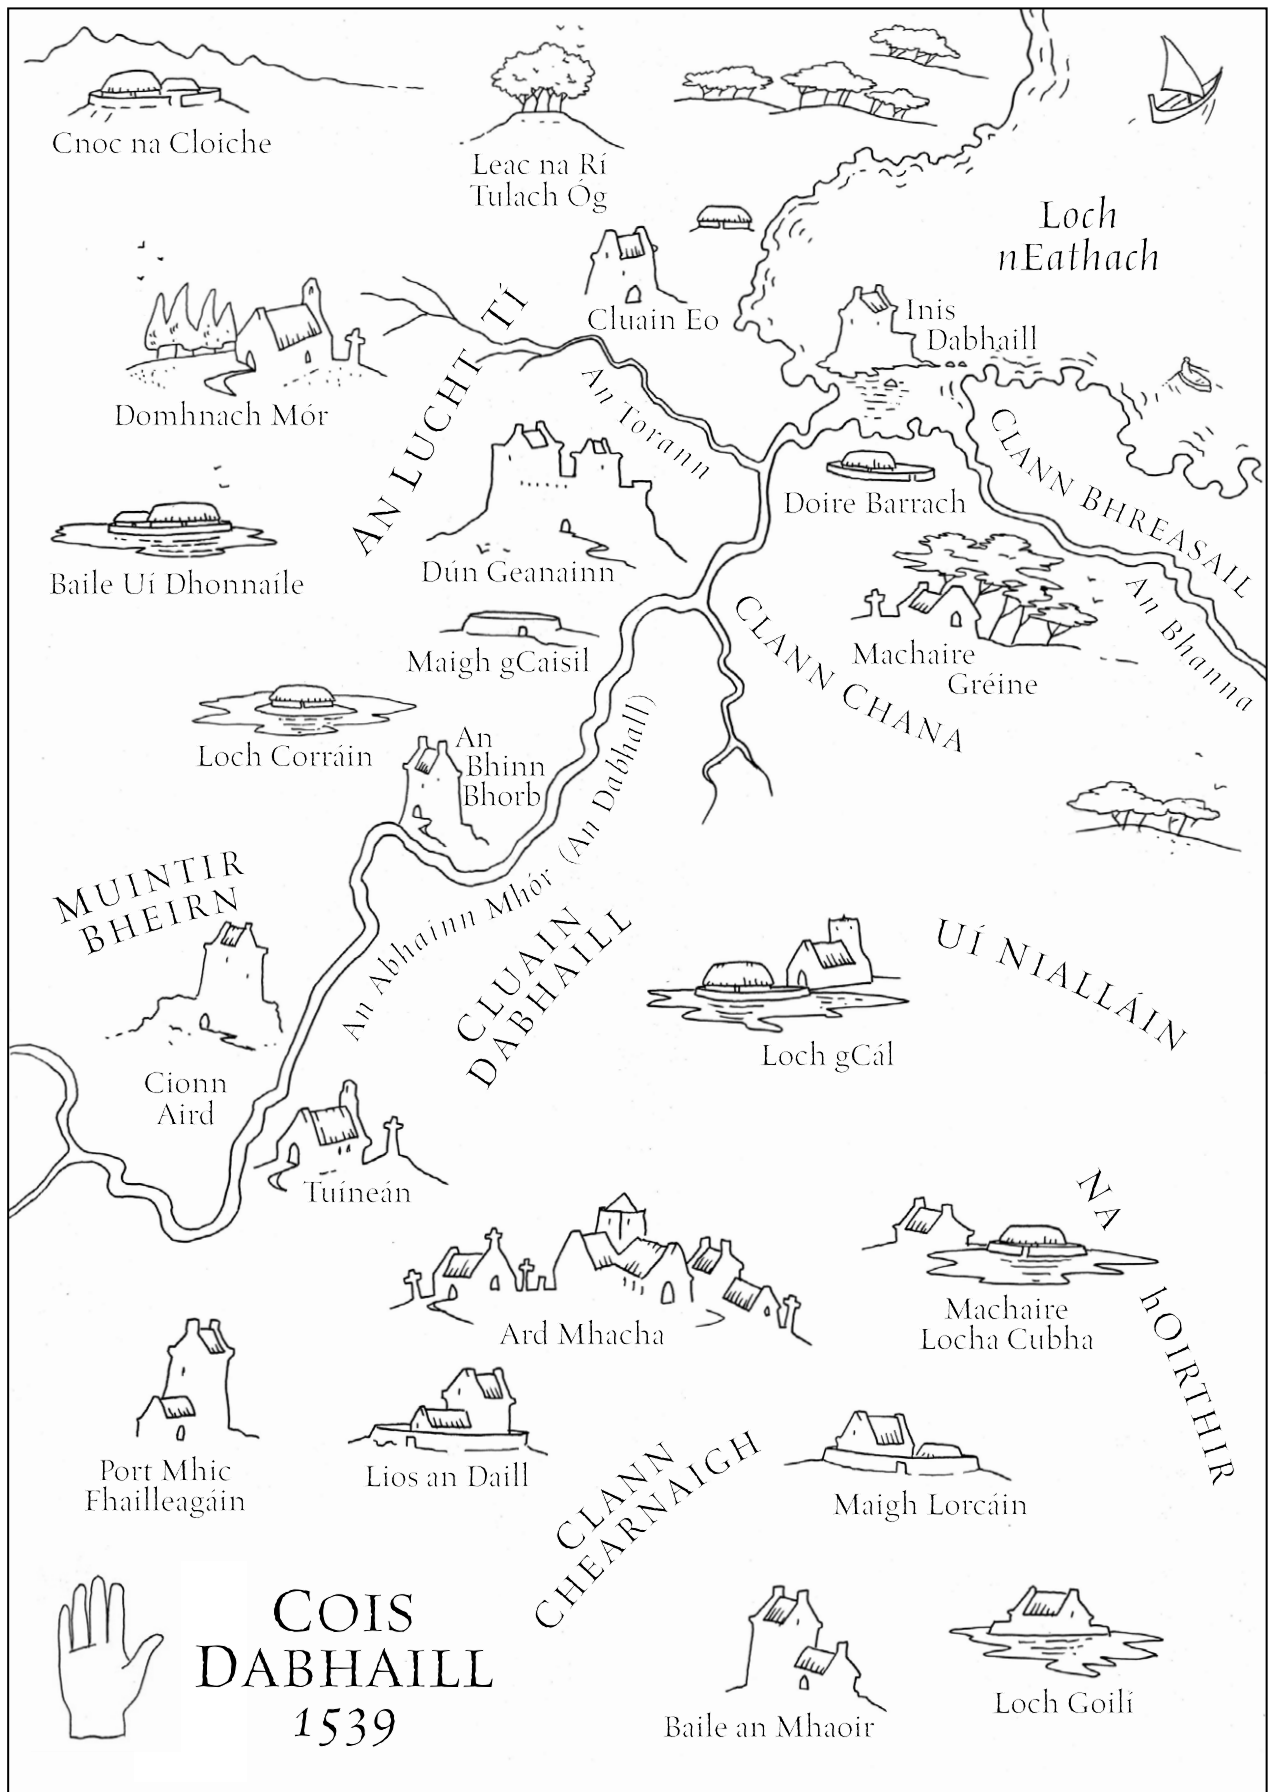 Cnoc na Cloiche
Leac na Rí
Tulach Óg
Loch
nEathach
Cluain Eo
Inis
Dabhaill
AN LUCHT TÍ
An Torann
Domhnach Mór
CLANN BHREASAIL
Doire Barrach
Baile Uí Dhonnaíle
Dún Geanainn
An Bhanna
Maigh gCaisil
CLANN CHANA
Machaire
Gréine
Loch Corráin
An
Bhinn
Bhorb
An Abhainn Mhór (An Dabhall)
MUINTIR
BHEIRN
CLUAIN
DABHAILL
UÍ NIALLÁIN
Loch gCál
Cionn
Aird
Tuíneán
NA hOIRTHIR
Ard Mhacha
Machaire
Locha Cubha
Port Mhic
Fhailleagáin
Lios an Daill
CLANN
CHEARNAIGH
Maigh Lorcáin
COIS
DABHAILL
1539
Baile an Mhaoir
Loch Goilí